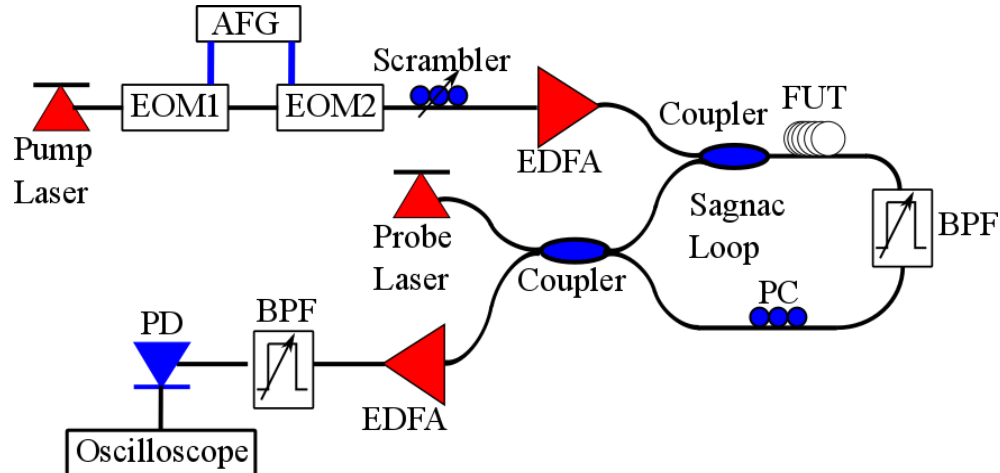 AFG
EOM1
EOM2
Scrambler
Pump
Laser
EDFA
Coupler
FUT
Probe
Laser
Coupler
Sagnac
Loop
BPF
PC
PD
BPF
EDFA
Oscilloscope